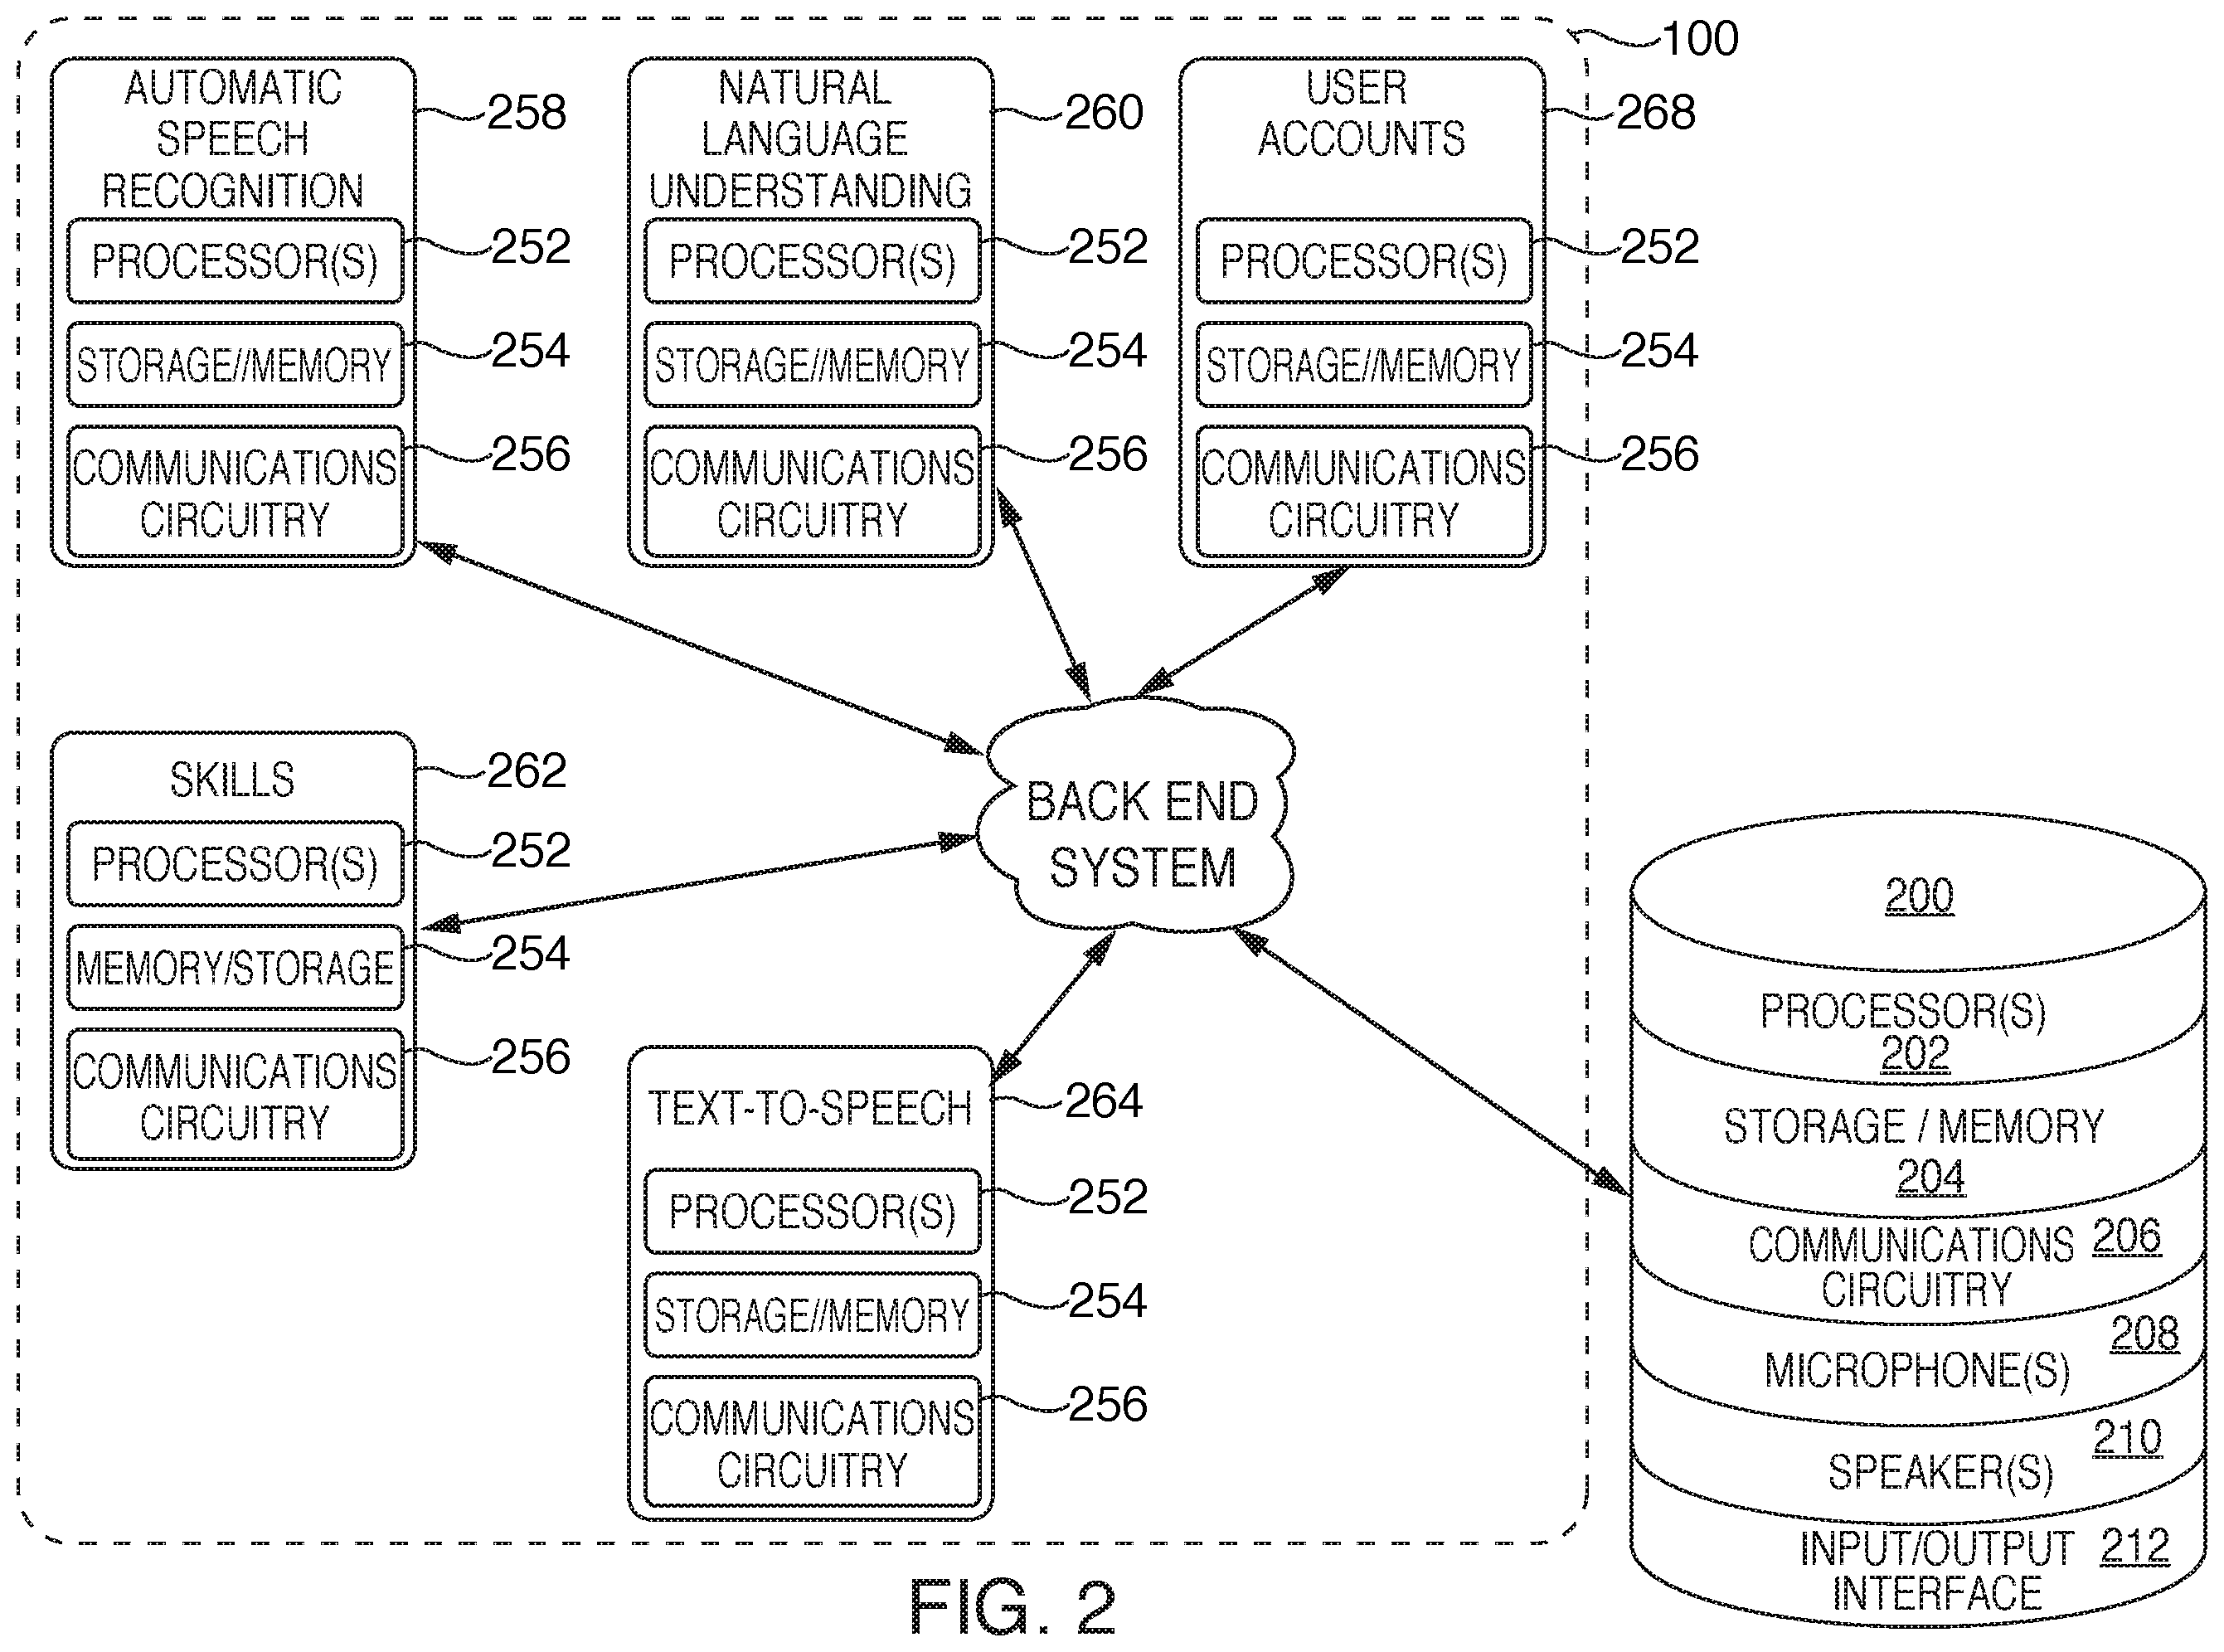 100
AUTOMATIC
SPEECH
RECOGNITION
258
PROCESSOR(S)
252
STORAGE//MEMORY
254
COMMUNICATIONS
CIRCUITRY
256
NATURAL
LANGUAGE
UNDERSTANDING
260
PROCESSOR(S)
252
STORAGE//MEMORY
254
COMMUNICATIONS
CIRCUITRY
256
USER
ACCOUNTS
268
PROCESSOR(S)
252
STORAGE//MEMORY
254
COMMUNICATIONS
CIRCUITRY
256
SKILLS
262
PROCESSOR(S)
252
MEMORY/STORAGE
254
COMMUNICATIONS
CIRCUITRY
256
BACK END
SYSTEM
TEXT-TO-SPEECH
264
PROCESSOR(S)
252
STORAGE//MEMORY
254
COMMUNICATIONS
CIRCUITRY
256
200
PROCESSOR(S)
202
STORAGE / MEMORY
204
COMMUNICATIONS 206
CIRCUITRY
208
MICROPHONE(S)
210
SPEAKER(S)
INPUT/OUTPUT 212
INTERFACE
FIG. 2